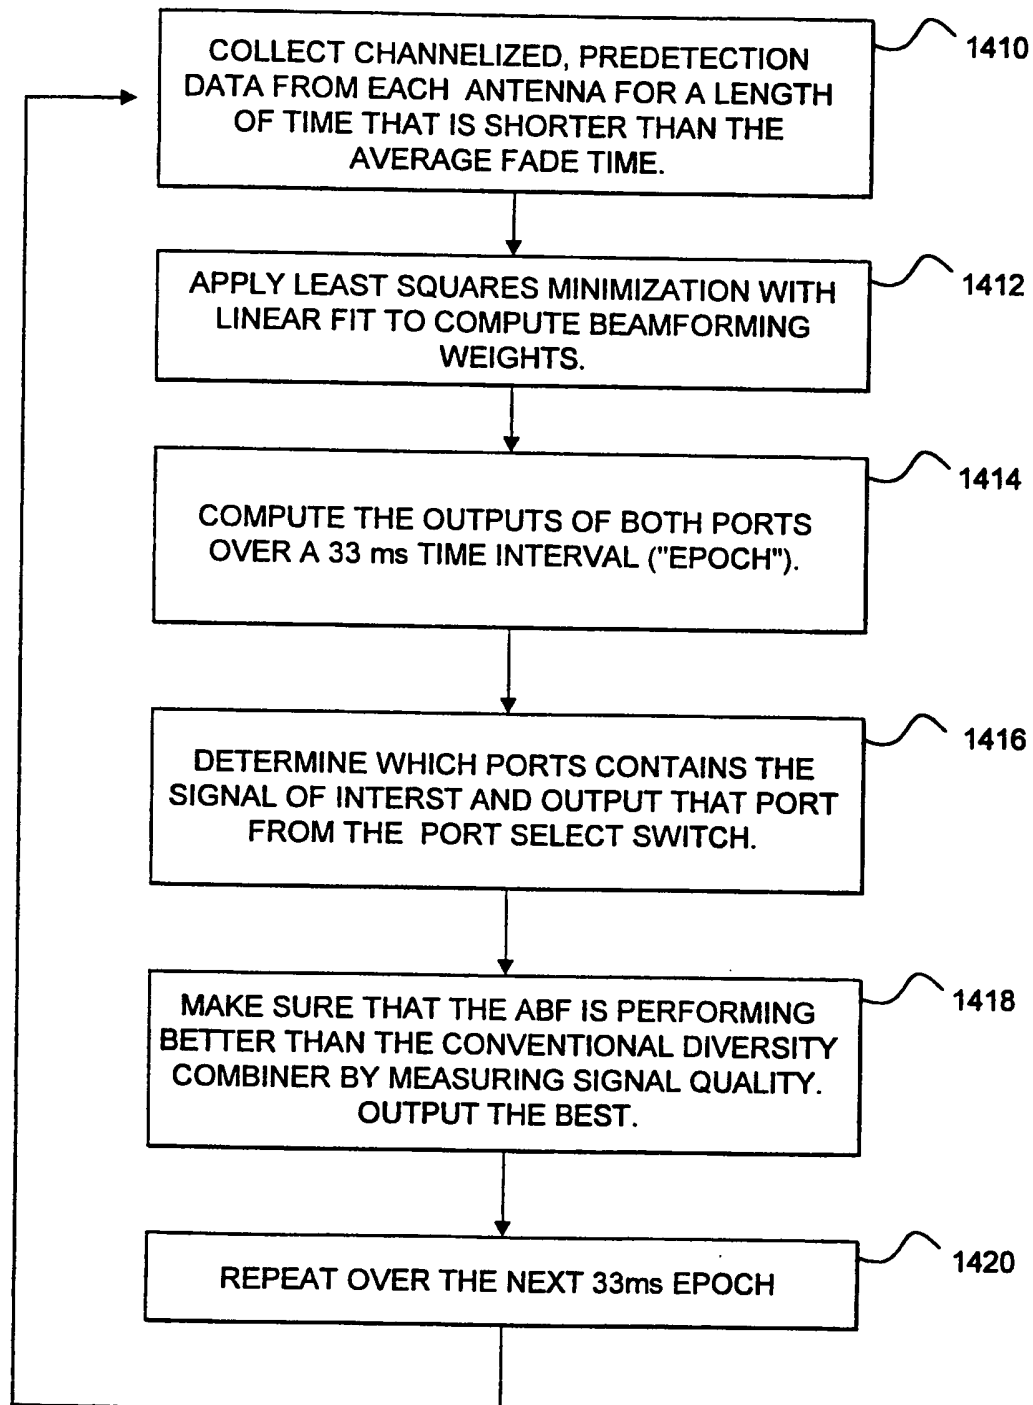 COLLECT CHANNELIZED, PREDETECTION
DATA FROM EACH ANTENNA FOR A LENGTH
OF TIME THAT IS SHORTER THAN THE
AVERAGE FADE TIME.
1410
APPLY LEAST SQUARES MINIMIZATION WITH
LINEAR FIT TO COMPUTE BEAMFORMING
WEIGHTS.
1412
COMPUTE THE OUTPUTS OF BOTH PORTS
OVER A 33 ms TIME INTERVAL ("EPOCH").
1414
DETERMINE WHICH PORTS CONTAINS THE
SIGNAL OF INTERST AND OUTPUT THAT PORT
FROM THE PORT SELECT SWITCH.
1416
MAKE SURE THAT THE ABF IS PERFORMING
BETTER THAN THE CONVENTIONAL DIVERSITY
COMBINER BY MEASURING SIGNAL QUALITY.
OUTPUT THE BEST.
1418
REPEAT OVER THE NEXT 33ms EPOCH
1420